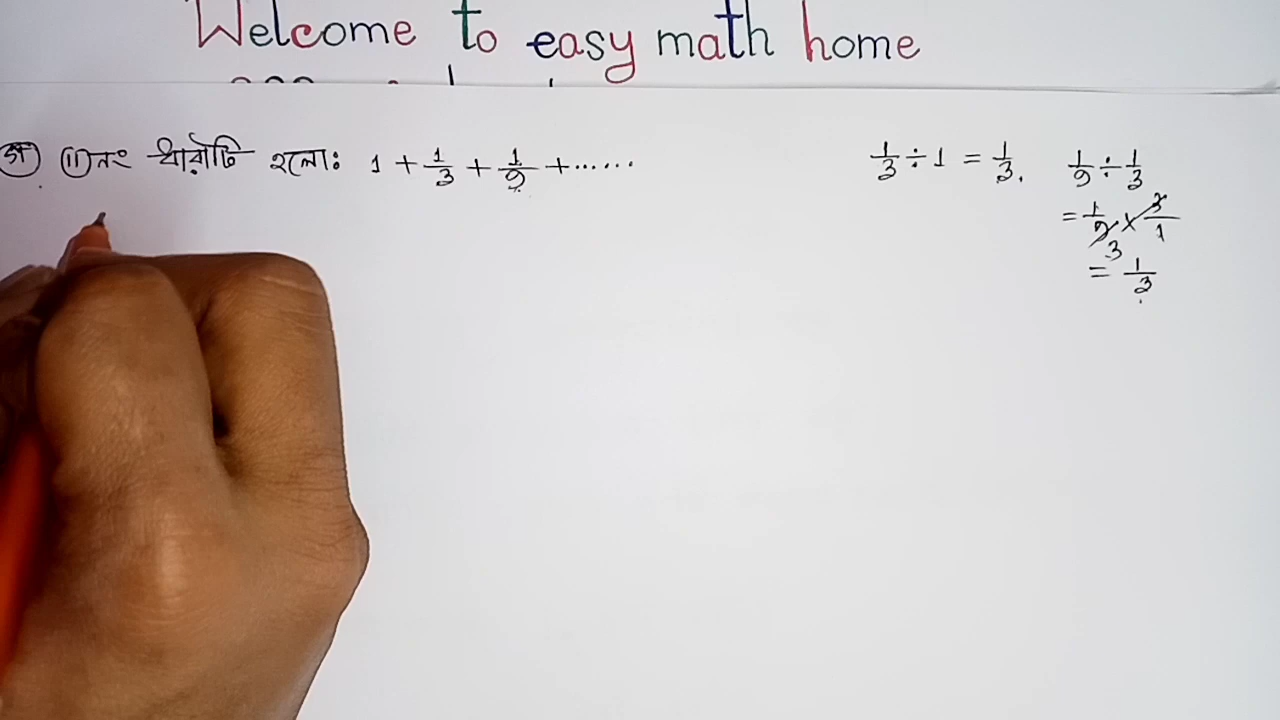 Welcome to easy math home
গ) (ii) নং ধারাটি হলোঃ 1 + 1/3 + 1/9 + ......
1/3 ÷ 1 = 1/3.
1/9 ÷ 1/3
= 1/9 × 3/1
3
= 1/3